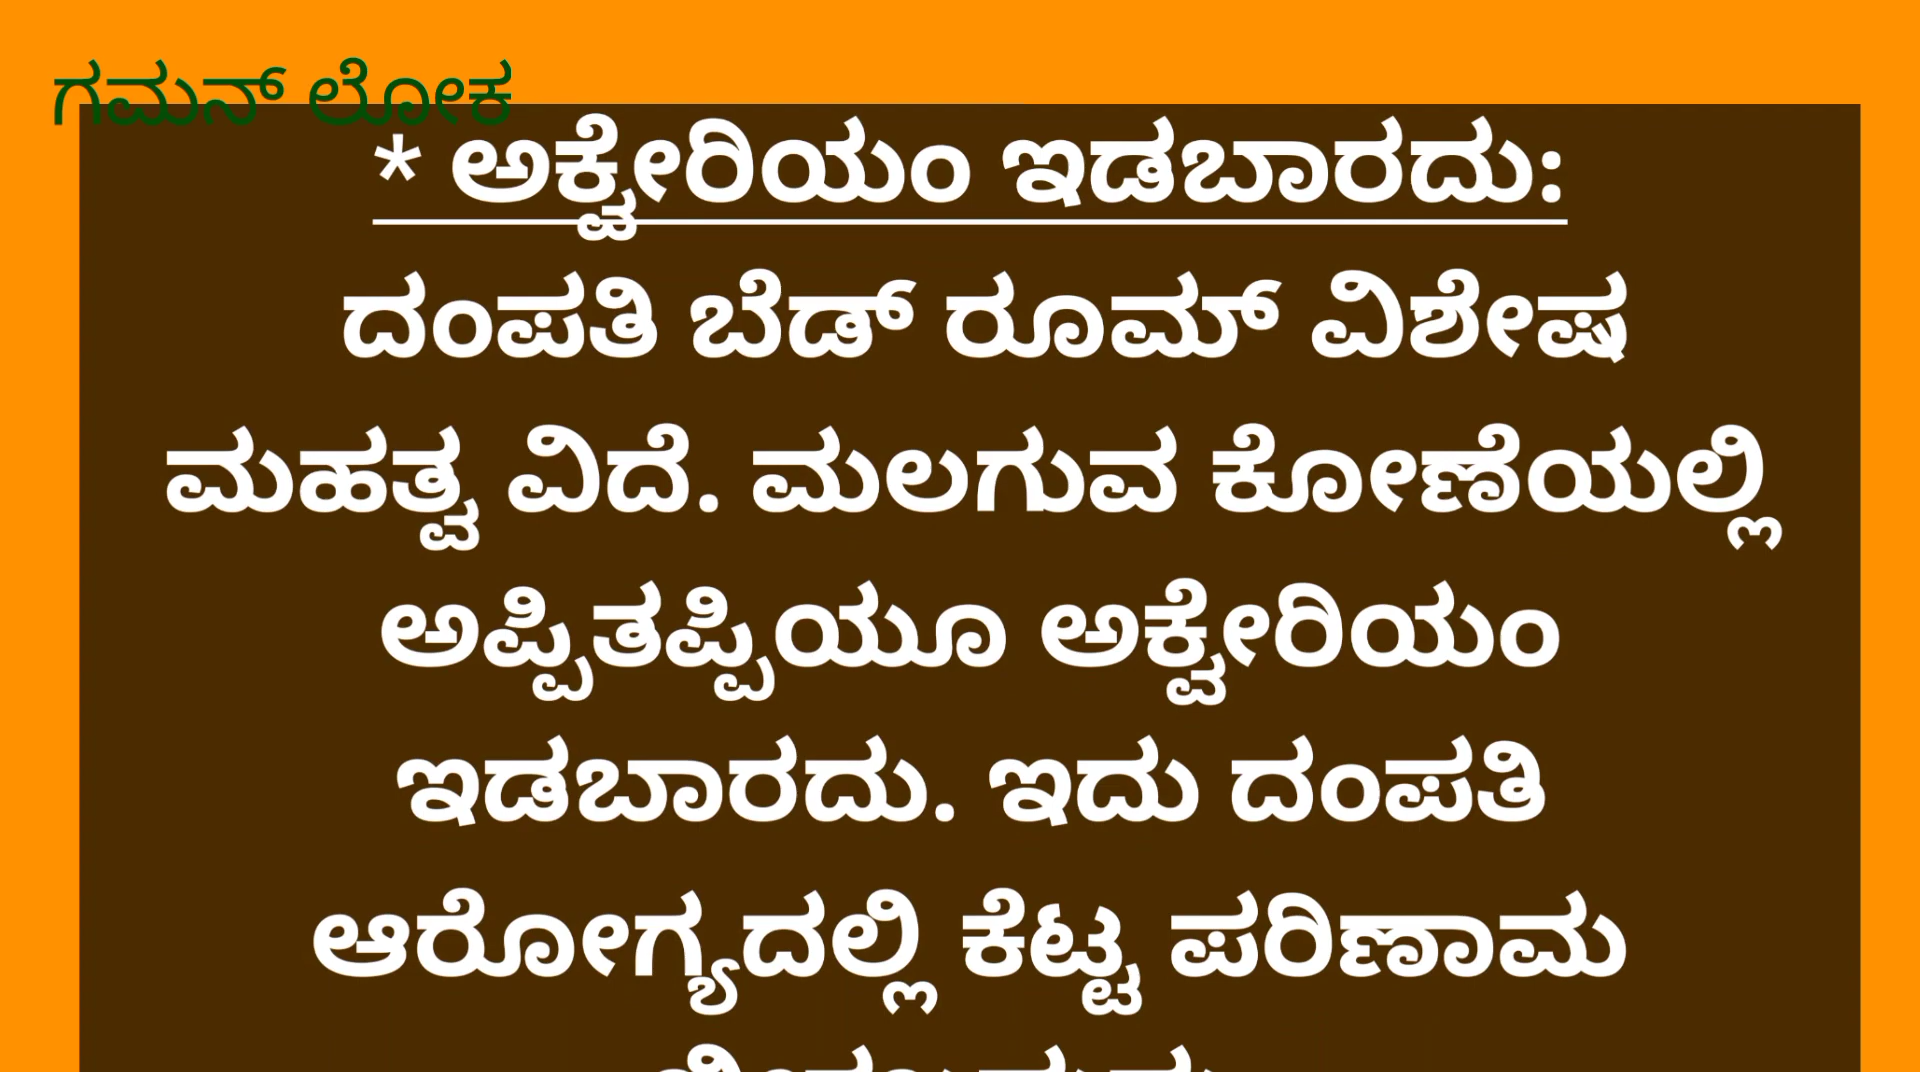 ಗಮನ್ ಲೋಕ
* ಅಕ್ವೇರಿಯಂ ಇಡಬಾರದು:
ದಂಪತಿ ಬೆಡ್ ರೂಮ್ ವಿಶೇಷ
ಮಹತ್ವ ವಿದೆ. ಮಲಗುವ ಕೋಣೆಯಲ್ಲಿ
ಅಪ್ಪಿತಪ್ಪಿಯೂ ಅಕ್ವೇರಿಯಂ
ಇಡಬಾರದು. ಇದು ದಂಪತಿ
ಆರೋಗ್ಯದಲ್ಲಿ ಕೆಟ್ಟ ಪರಿಣಾಮ